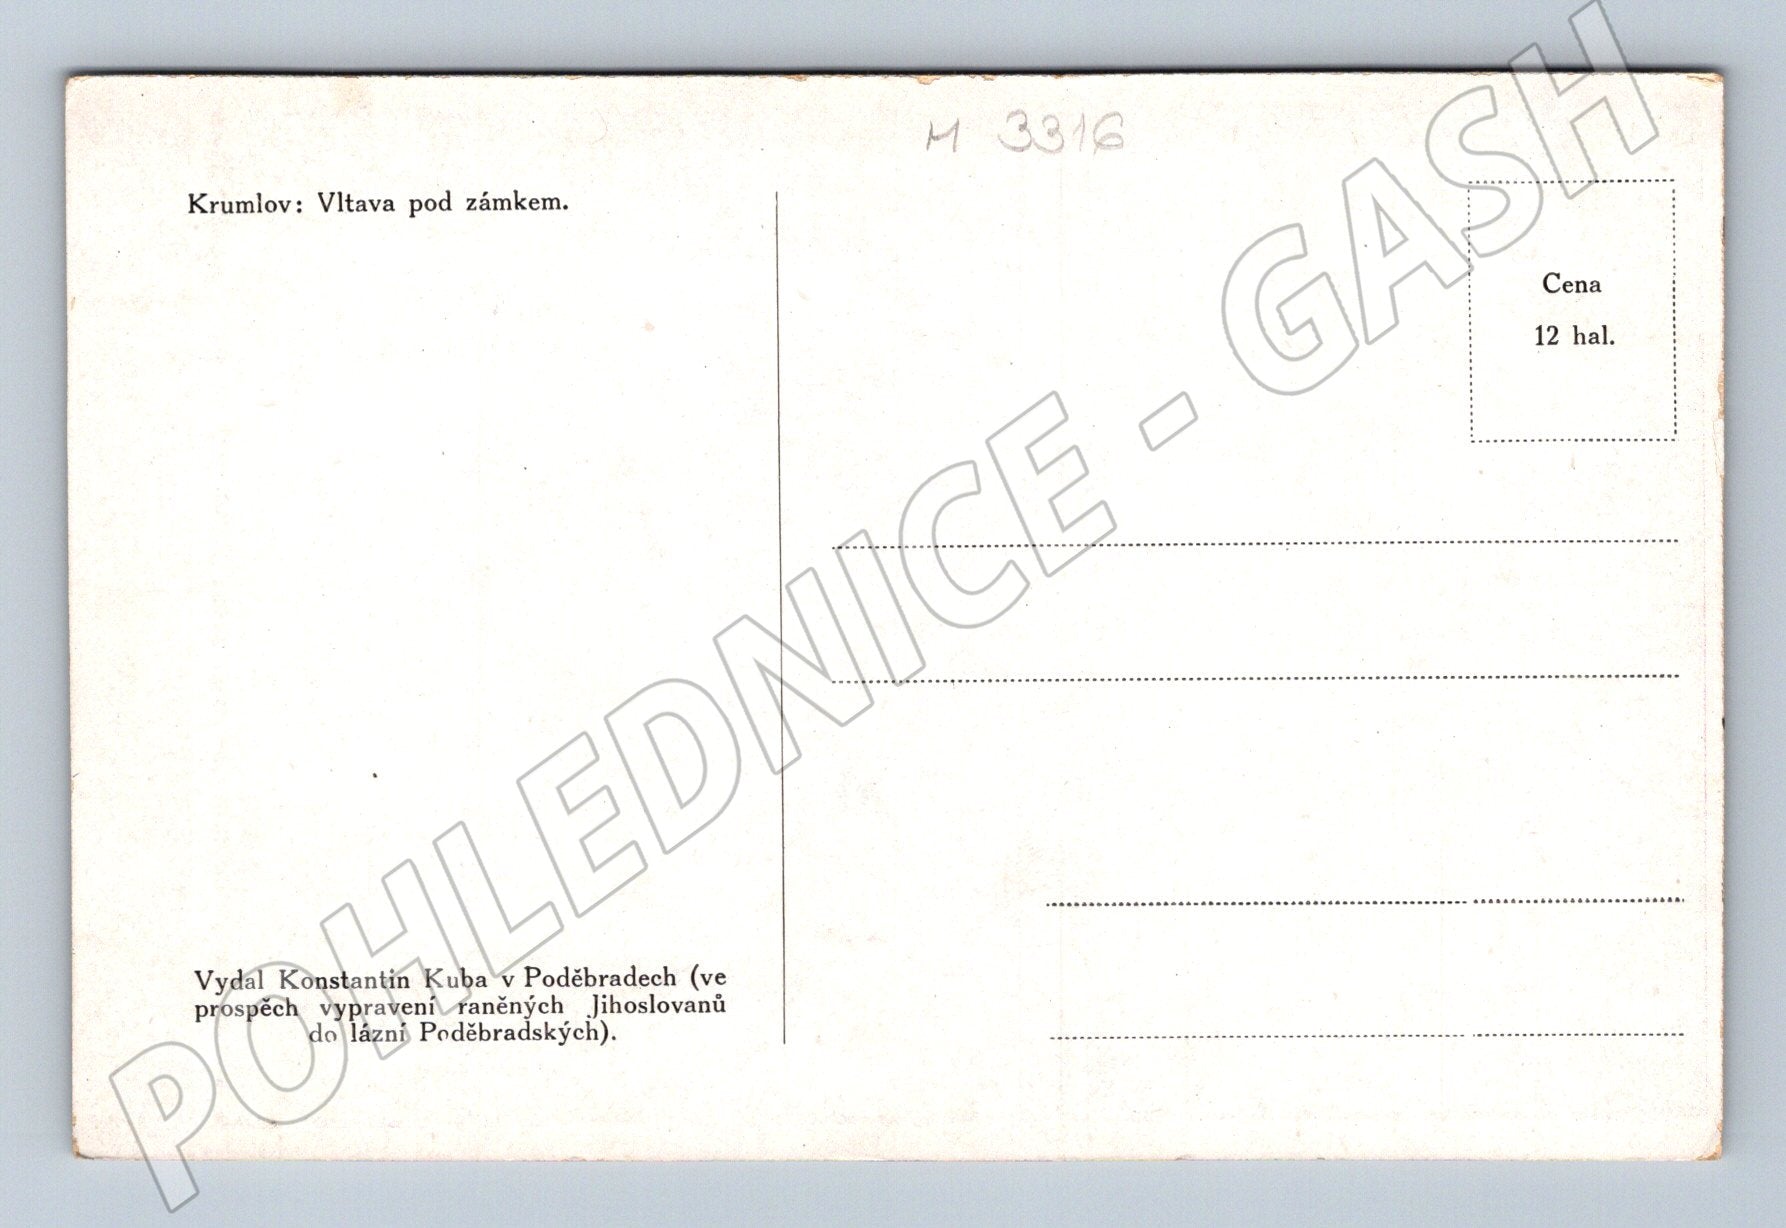 M 3316
Krumlov: Vltava pod zámkem.
Cena
12 hal.
Vydal Konstantin Kuba v Poděbradech (ve
prospěch vypravení raněných Jihoslovanů
do lázní Poděbradských).
POHLEDNICE - GASH